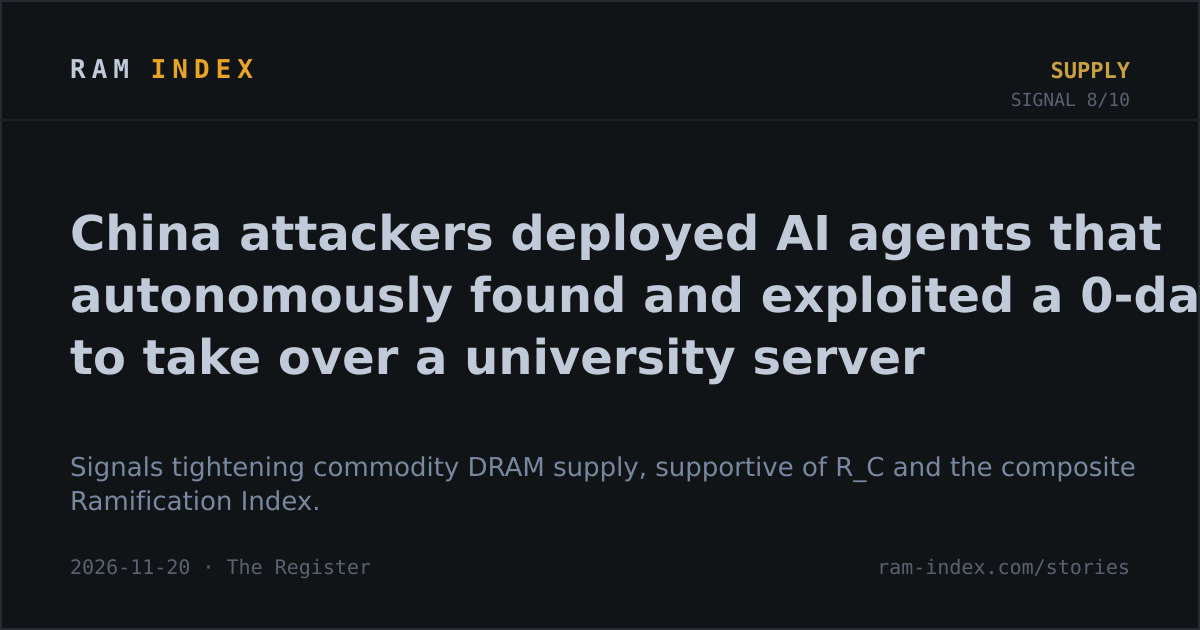 RAM INDEX
SUPPLY
SIGNAL 8/10
China attackers deployed AI agents that
autonomously found and exploited a 0-da
to take over a university server
Signals tightening commodity DRAM supply, supportive of R_C and the composite
Ramification Index.
2026-11-20 · The Register
ram-index.com/stories